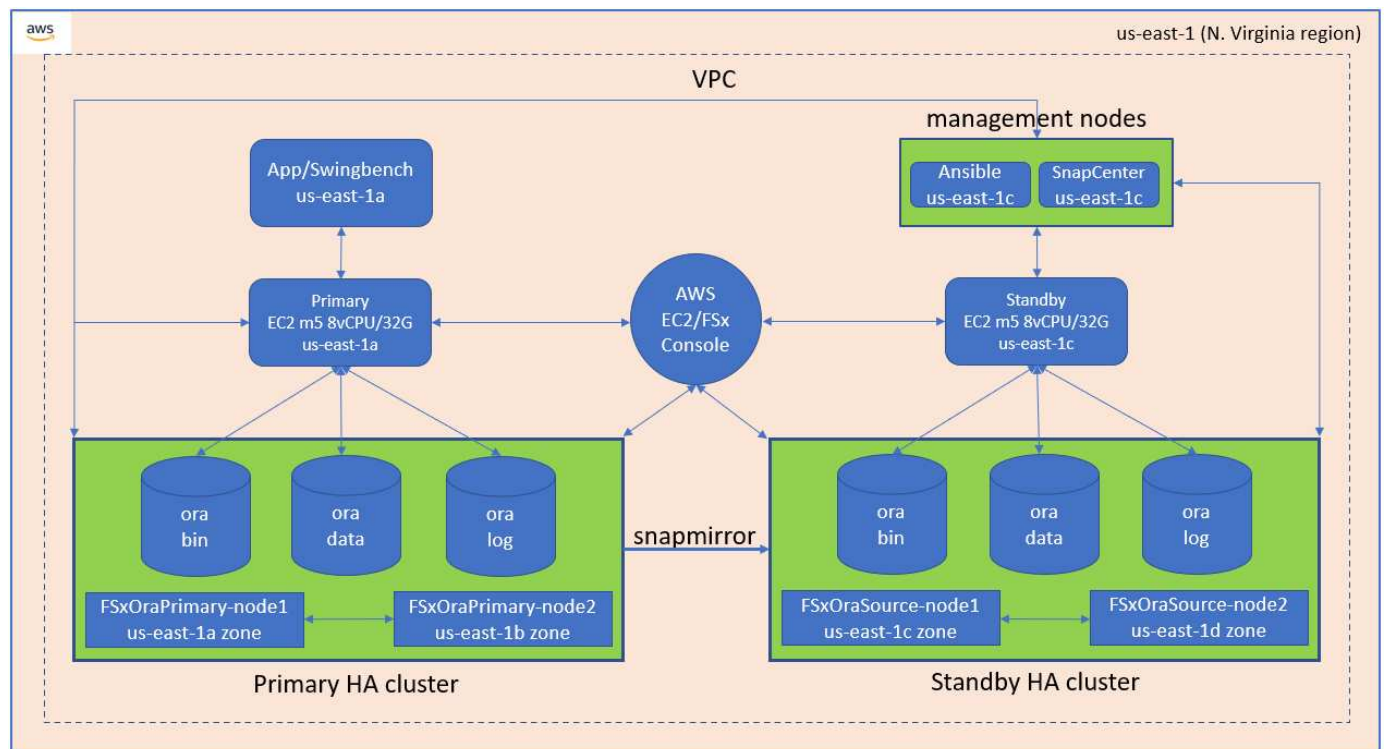 aws
us-east-1 (N. Virginia region)
VPC
management nodes
App/Swingbench
us-east-1a
Ansible
us-east-1c
SnapCenter
us-east-1c
Primary
EC2 m5 8vCPU/32G
us-east-1a
AWS
EC2/FSx
Console
Standby
EC2 m5 8vCPU/32G
us-east-1c
ora
bin
ora
data
ora
log
snapmirror
ora
bin
ora
data
ora
log
FSxOraPrimary-node1
us-east-1a zone
FSxOraPrimary-node2
us-east-1b zone
FSxOraSource-node1
us-east-1c zone
FSxOraSource-node2
us-east-1d zone
Primary HA cluster
Standby HA cluster